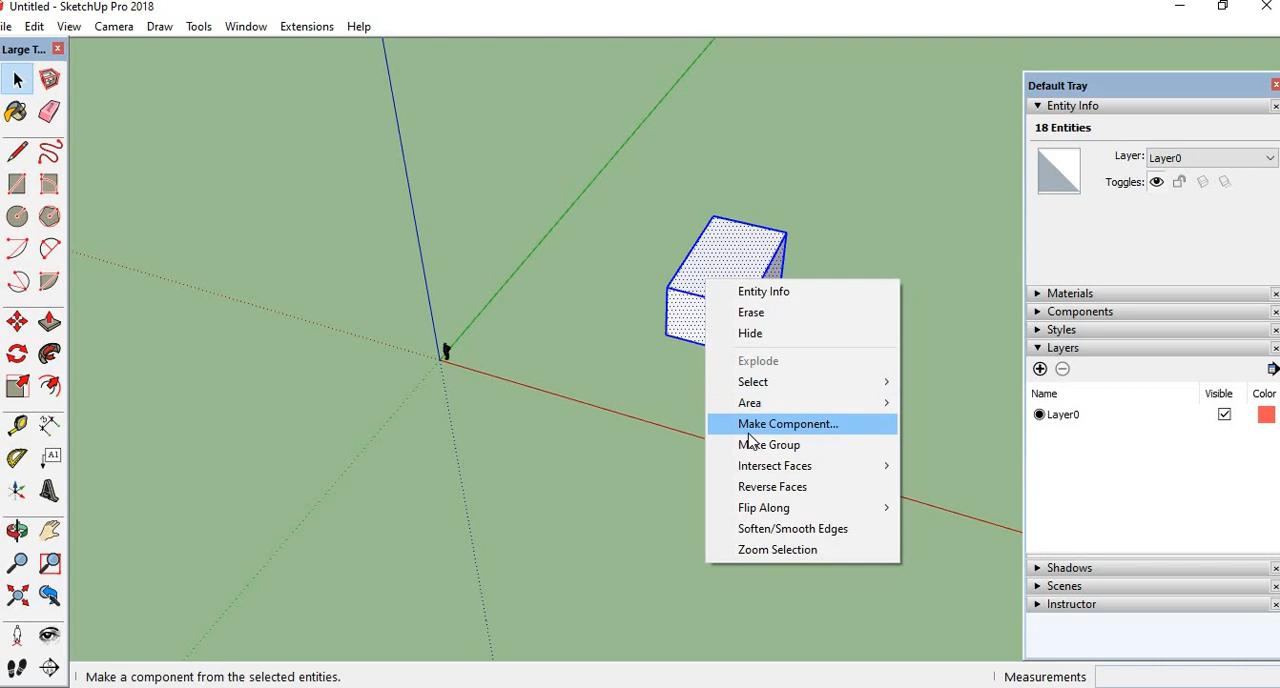 Untitled - SketchUp Pro 2018
ile Edit View Camera Draw Tools Window Extensions Help
Large T...
A1
Entity Info
Erase
Hide
Explode
Select
Area
Make Component...
Make Group
Intersect Faces
Reverse Faces
Flip Along
Soften/Smooth Edges
Zoom Selection
Default Tray
Entity Info
18 Entities
Layer: Layer0
Toggles:
Materials
Components
Styles
Layers
Name Visible Color
Layer0
Shadows
Scenes
Instructor
Make a component from the selected entities.
Measurements